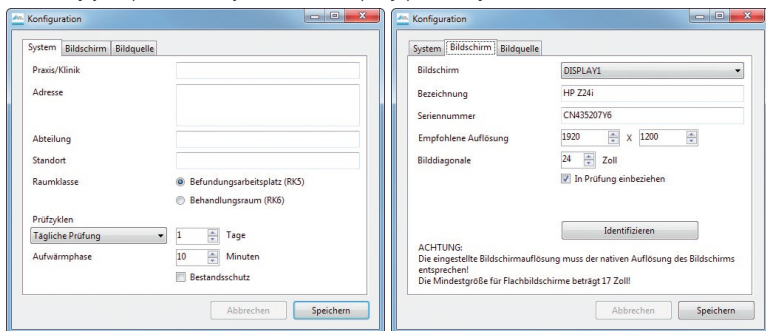 Konfiguration
System Bildschirm Bildquelle
Praxis/Klinik
Adresse
Abteilung
Standort
Raumklasse Befundungsarbeitsplatz (RK5)
Behandlungsraum (RK6)
Prüfzyklen
Tägliche Prüfung 1 Tage
Aufwärmphase 10 Minuten
Bestandsschutz
Abbrechen Speichern
Konfiguration
System Bildschirm Bildquelle
Bildschirm DISPLAY1
Bezeichnung HP Z24i
Seriennummer CN435207Y6
Empfohlene Auflösung 1920 X 1200
Bilddiagonale 24 Zoll
In Prüfung einbeziehen
Identifizieren
ACHTUNG:
Die eingestellte Bildschirmauflösung muss der nativen Auflösung des Bildschirms
entsprechen!
Die Mindestgröße für Flachbildschirme beträgt 17 Zoll!
Abbrechen Speichern